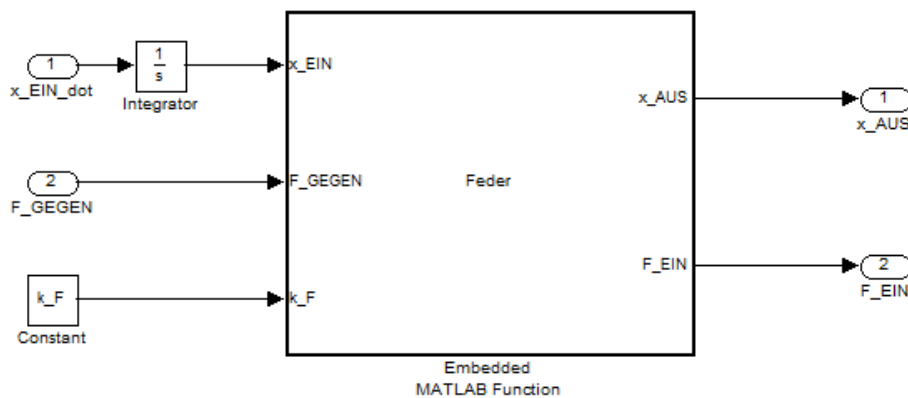 1
x_EIN_dot
1
s
Integrator
x_EIN
x_AUS
1
x_AUS
2
F_GEGEN
F_GEGEN
Feder
k_F
Constant
k_F
F_EIN
2
F_EIN
Embedded
MATLAB Function